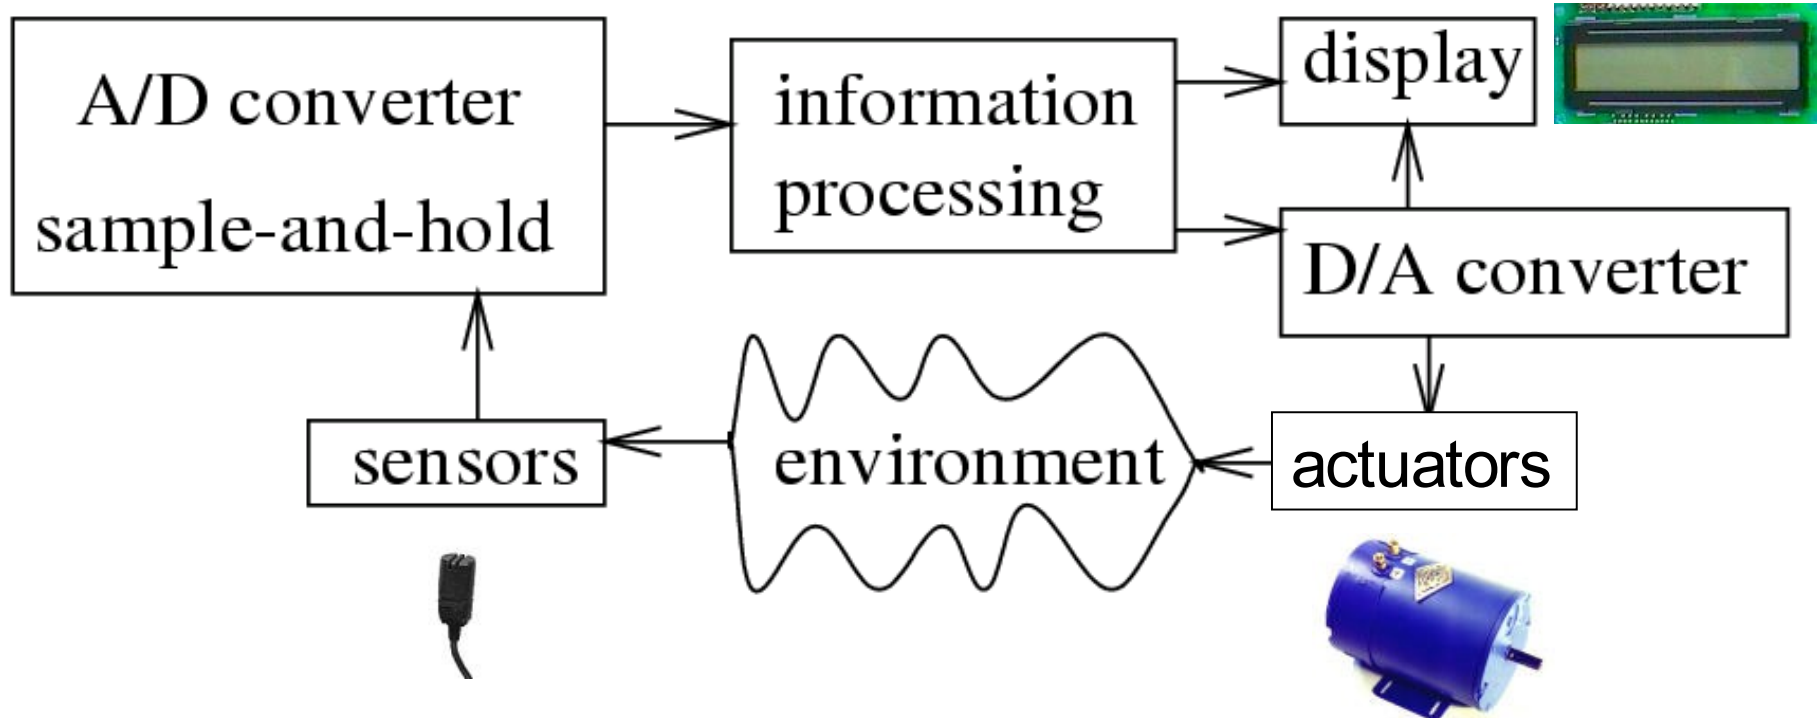 A/D converter
sample-and-hold
information
processing
display
D/A converter
sensors
environment
actuators